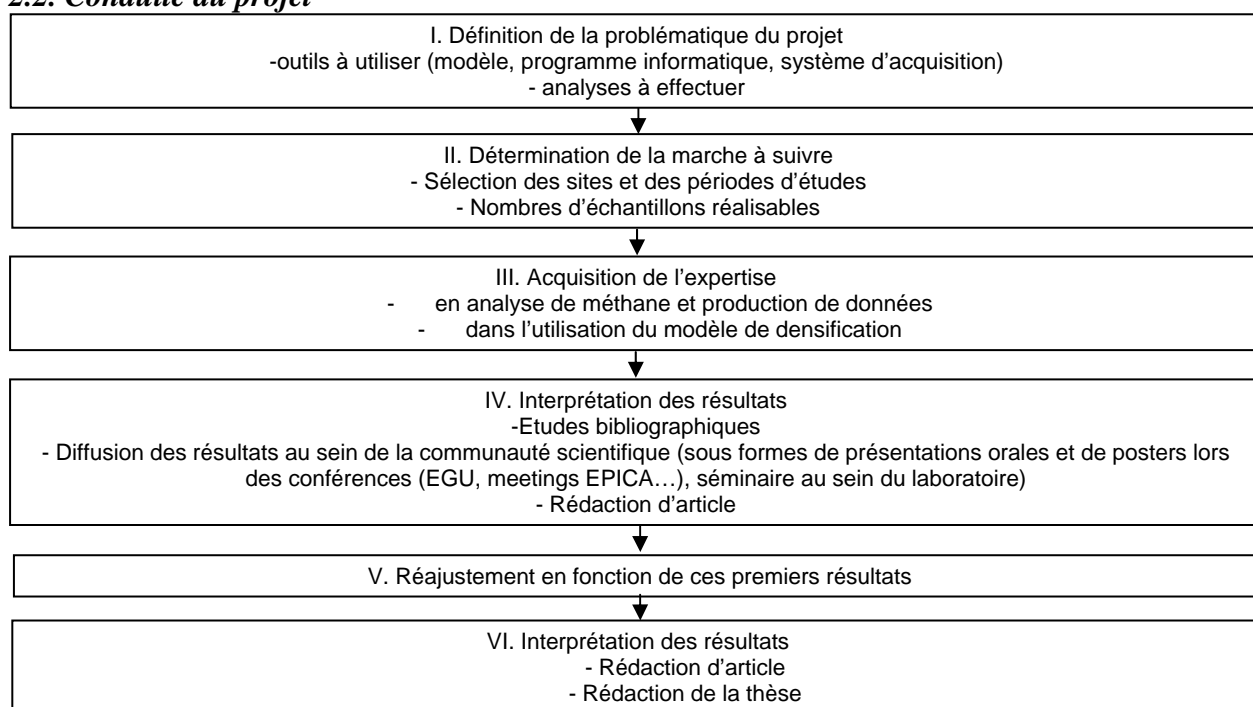 2.2. Conduite du projet
I. Définition de la problématique du projet
-outils à utiliser (modèle, programme informatique, système d'acquisition)
- analyses à effectuer
II. Détermination de la marche à suivre
- Sélection des sites et des périodes d'études
- Nombres d'échantillons réalisables
III. Acquisition de l'expertise
- en analyse de méthane et production de données
- dans l'utilisation du modèle de densification
IV. Interprétation des résultats
-Etudes bibliographiques
- Diffusion des résultats au sein de la communauté scientifique (sous formes de présentations orales et de posters lors
des conférences (EGU, meetings EPICA…), séminaire au sein du laboratoire)
- Rédaction d'article
V. Réajustement en fonction de ces premiers résultats
VI. Interprétation des résultats
- Rédaction d'article
- Rédaction de la thèse